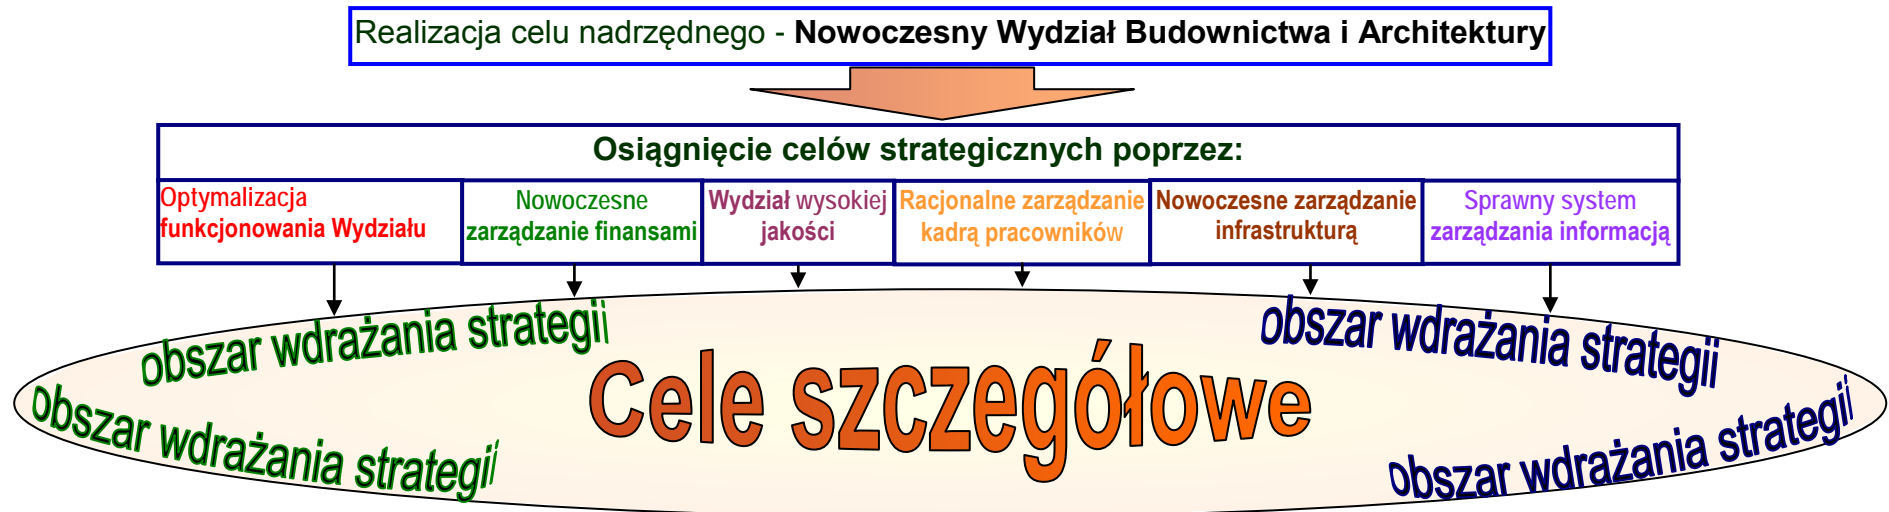 Realizacja celu nadrzędnego - Nowoczesny Wydział Budownictwa i Architektury
Osiągnięcie celów strategicznych poprzez:
Optymalizacja
funkcjonowania Wydziału
Nowoczesne
zarządzanie finansami
Wydział wysokiej
jakości
Racjonalne zarządzanie
kadrą pracowników
Nowoczesne zarządzanie
infrastrukturą
Sprawny system
zarządzania informacją
obszar wdrażania strategii
obszar wdrażania strategii
Cele szczegółowe
obszar wdrażania strategii
obszar wdrażania strategii